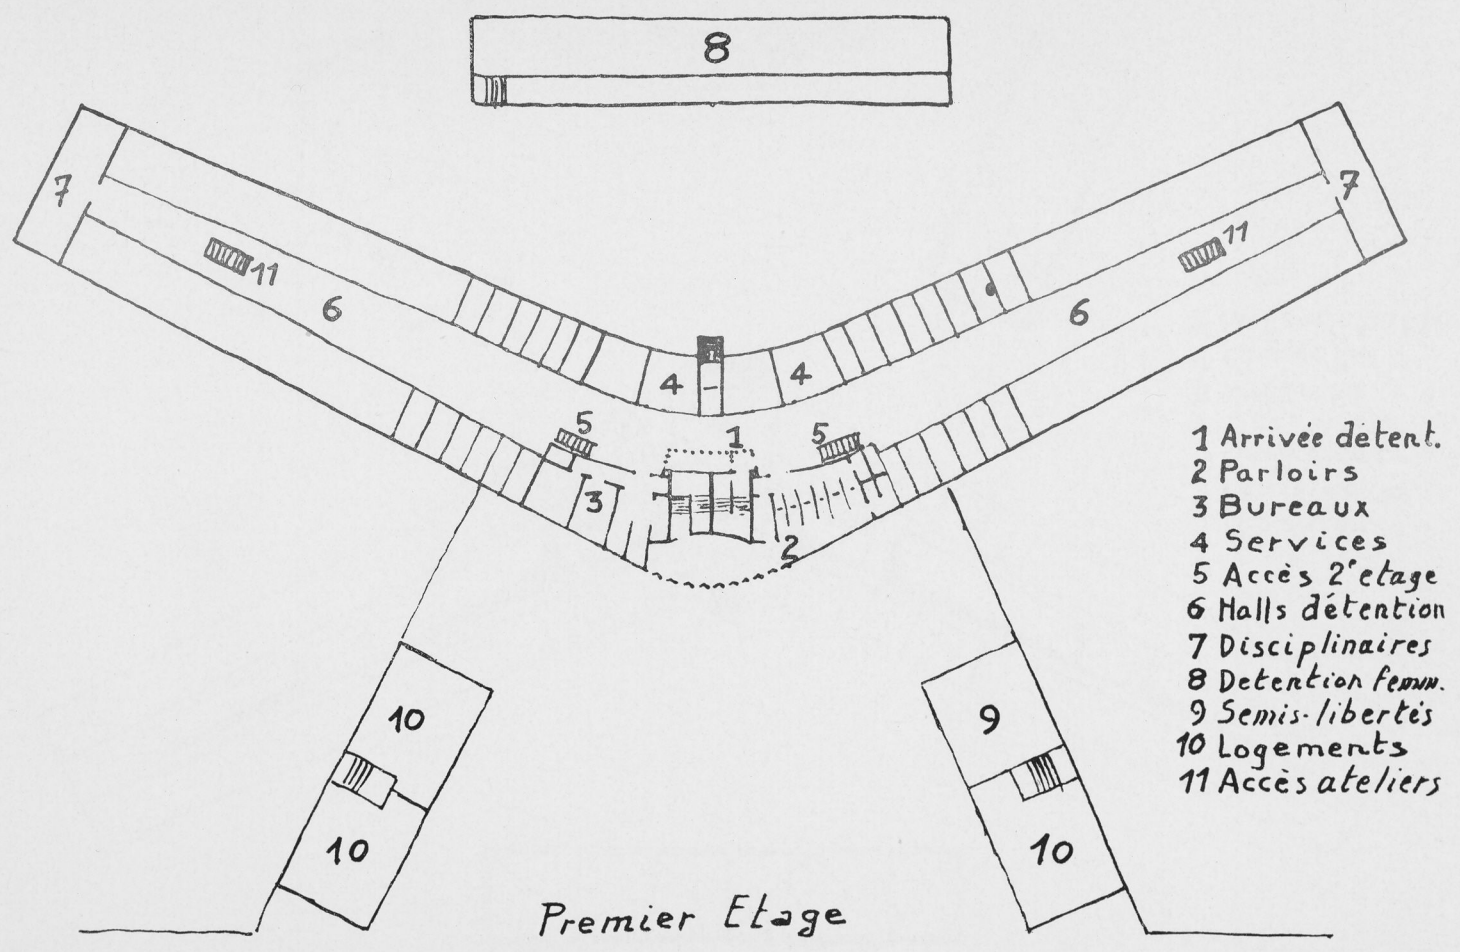 8
7
7
11
11
6
6
4
4
5
1
5
3
2
1 Arrivée détent.
2 Parloirs
3 Bureaux
4 Services
5 Accès 2e etage
6 Halls détention
7 Disciplinaires
8 Detention femin.
9 Semis-libertés
10 Logements
11 Accès ateliers
10
9
10
10
Premier Etage